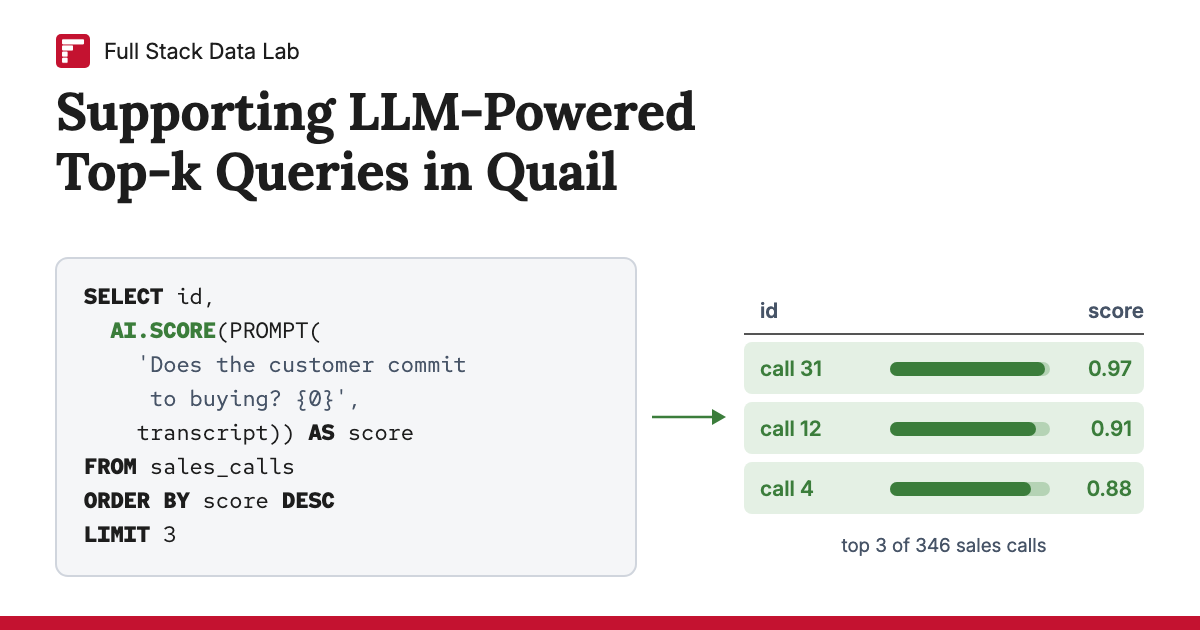 Full Stack Data Lab
Supporting LLM-Powered
Top-k Queries in Quail
SELECT id,
AI.SCORE(PROMPT(
'Does the customer commit
to buying? {0}',
transcript)) AS score
FROM sales_calls
ORDER BY score DESC
LIMIT 3
id score
call 31 0.97
call 12 0.91
call 4 0.88
top 3 of 346 sales calls